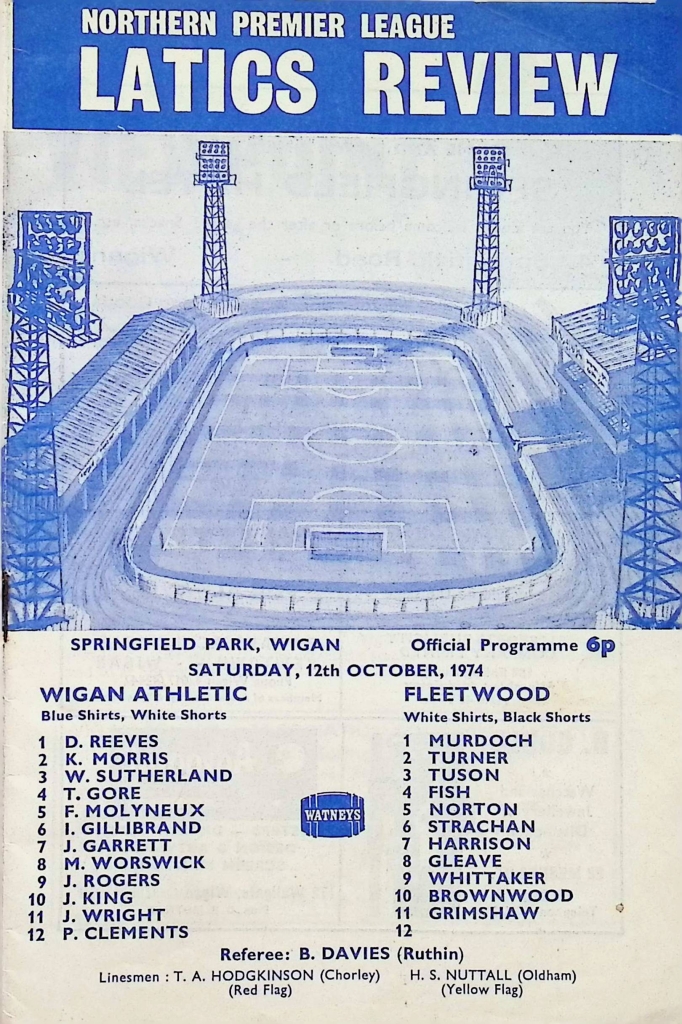 NORTHERN PREMIER LEAGUE
LATICS REVIEW
SPRINGFIELD PARK, WIGAN
Official Programme 6p
SATURDAY, 12th OCTOBER, 1974
WIGAN ATHLETIC
Blue Shirts, White Shorts
1 D. REEVES
2 K. MORRIS
3 W. SUTHERLAND
4 T. GORE
5 F. MOLYNEUX
6 I. GILLIBRAND
7 J. GARRETT
8 M. WORSWICK
9 J. ROGERS
10 J. KING
11 J. WRIGHT
12 P. CLEMENTS
WATNEYS
FLEETWOOD
White Shirts, Black Shorts
1 MURDOCH
2 TURNER
3 TUSON
4 FISH
5 NORTON
6 STRACHAN
7 HARRISON
8 GLEAVE
9 WHITTAKER
10 BROWNWOOD
11 GRIMSHAW
12
Referee: B. DAVIES (Ruthin)
Linesmen : T. A. HODGKINSON (Chorley)
(Red Flag)
H. S. NUTTALL (Oldham)
(Yellow Flag)